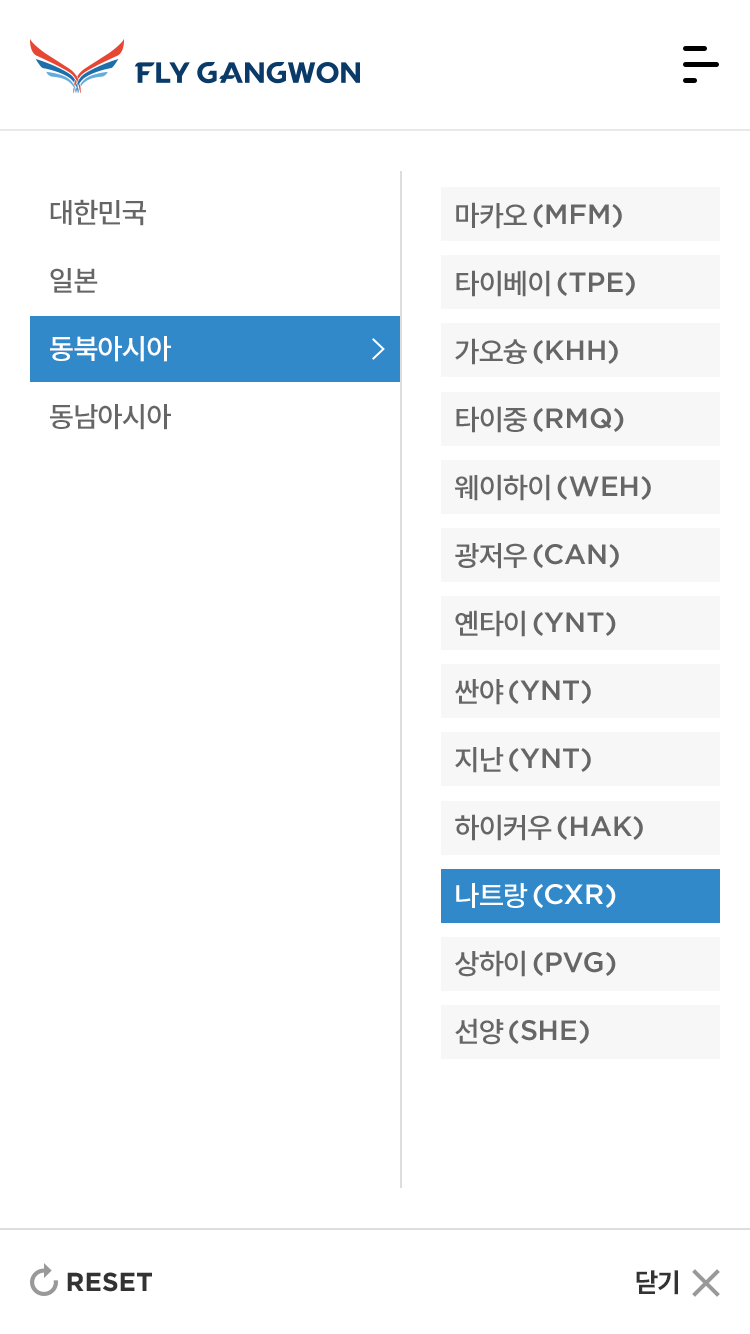 FLY GANGWON
대한민국
일본
동북아시아
동남아시아
마카오 (MFM)
타이베이 (TPE)
가오슝 (KHH)
타이중 (RMQ)
웨이하이 (WEH)
광저우 (CAN)
옌타이 (YNT)
싼야 (YNT)
지난 (YNT)
하이커우 (HAK)
나트랑 (CXR)
상하이 (PVG)
선양 (SHE)
RESET
닫기